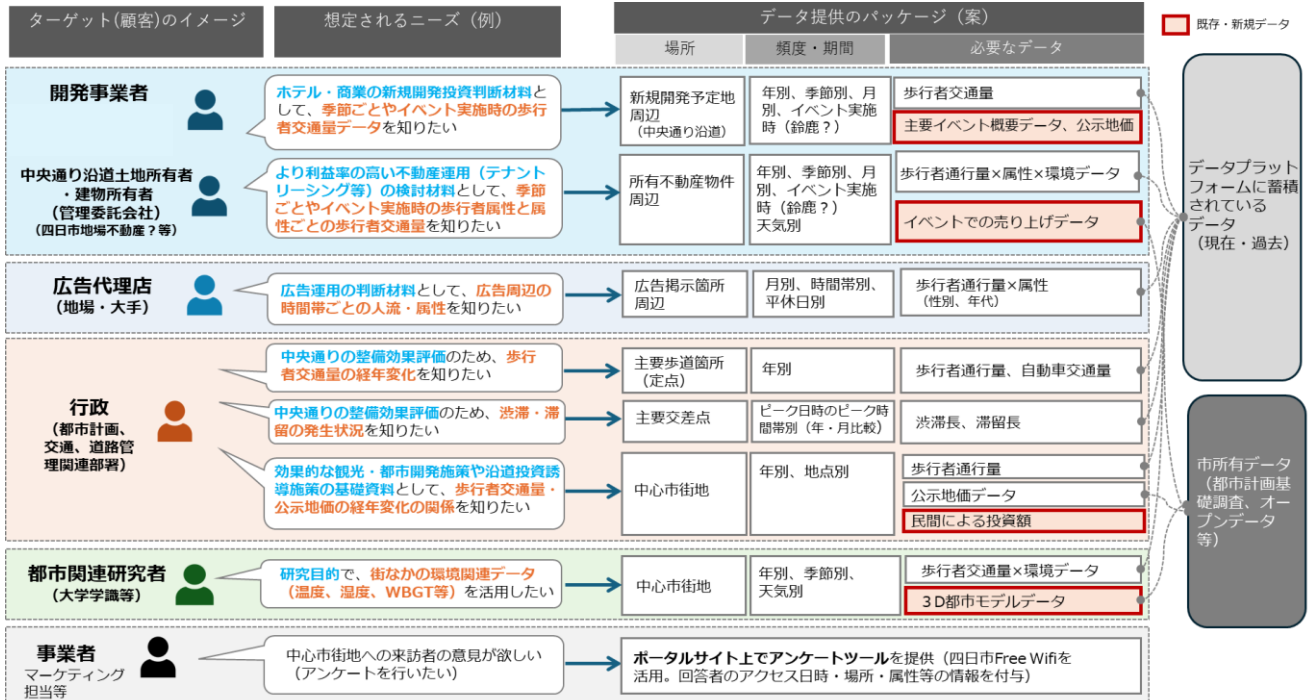 ターゲット(顧客)のイメージ
想定されるニーズ（例）
データ提供のパッケージ（案）
場所
頻度・期間
必要なデータ
既存・新規データ
開発事業者
ホテル・商業の新規開発投資判断材料と
して、季節ごとやイベント実施時の歩行
者交通量データを知りたい
新規開発予定地
周辺
（中央通り沿道）
年別、季節別、月
別、イベント実施
時（鈴鹿？）
歩行者交通量
主要イベント概要データ、公示地価
中央通り沿道土地所有者
・建物所有者
（管理委託会社）
（四日市地場不動産？等）
より利益率の高い不動産運用（テナント
リーシング等）の検討材料として、季節
ごとやイベント実施時の歩行者属性と属
性ごとの歩行者交通量を知りたい
所有不動産物件
周辺
年別、季節別、月
別、イベント実施
時（鈴鹿？）
天気別
歩行者通行量×属性×環境データ
イベントでの売り上げデータ
広告代理店
（地場・大手）
広告運用の判断材料として、広告周辺の
時間帯ごとの人流・属性を知りたい
広告掲示箇所
周辺
月別、時間帯別、
平休日別
歩行者通行量×属性
（性別、年代）
行政
（都市計画、
交通、道路管
理関連部署）
中央通りの整備効果評価のため、歩行
者交通量の経年変化を知りたい
主要歩道箇所
（定点）
年別
歩行者通行量、自動車交通量
中央通りの整備効果評価のため、渋滞・滞
留の発生状況を知りたい
主要交差点
ピーク日時のピーク時
間帯別（年・月比較）
渋滞長、滞留長
効果的な観光・都市開発施策や沿道投資誘
導施策の基礎資料として、歩行者交通量・
公示地価の経年変化の関係を知りたい
中心市街地
年別、地点別
歩行者通行量
公示地価データ
民間による投資額
都市関連研究者
（大学学識等）
研究目的で、街なかの環境関連データ
（温度、湿度、WBGT等）を活用したい
中心市街地
年別、季節別、
天気別
歩行者交通量×環境データ
３D都市モデルデータ
事業者
マーケティング
担当等
中心市街地への来訪者の意見が欲しい
（アンケートを行いたい）
ポータルサイト上でアンケートツールを提供（四日市Free Wifiを
活用。回答者のアクセス日時・場所・属性等の情報を付与）
データプラット
フォームに蓄積
されている
データ
（現在・過去）
市所有データ
（都市計画基
礎調査、オー
プンデータ
等）